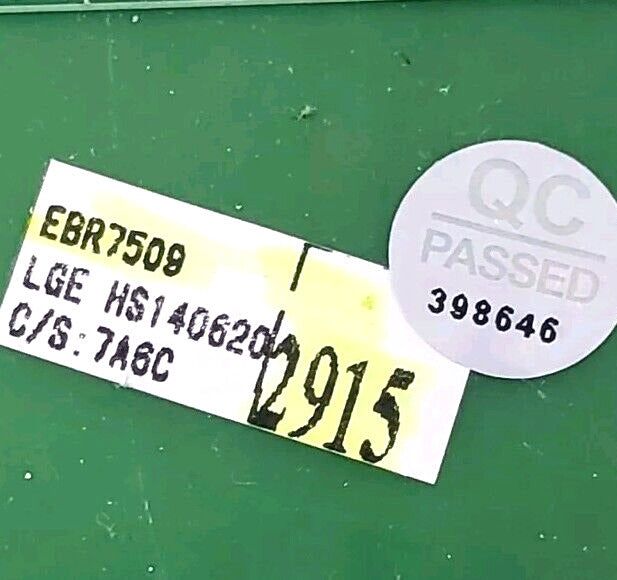 EBR7509
LGE HS140620
C/S:7A6C
2915
QC
PASSED
398646